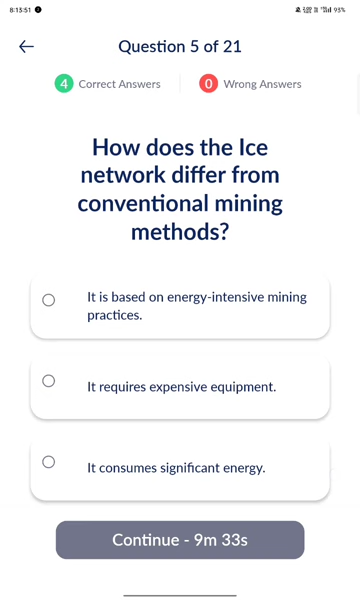 8:13:51
93%
Question 5 of 21
4 Correct Answers
0 Wrong Answers
How does the Ice
network differ from
conventional mining
methods?
It is based on energy-intensive mining
practices.
It requires expensive equipment.
It consumes significant energy.
Continue - 9m 33s